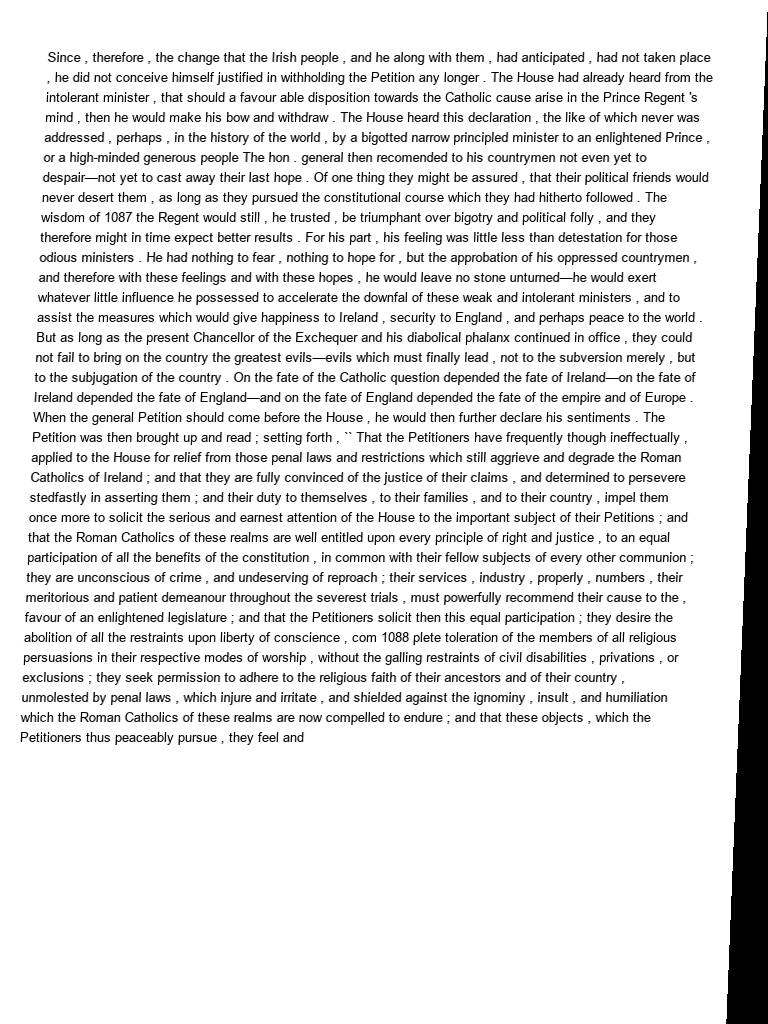 Since , therefore , the change that the Irish people , and he along with them , had anticipated , had not taken place
, he did not conceive himself justified in withholding the Petition any longer . The House had already heard from the
intolerant minister , that should a favour able disposition towards the Catholic cause arise in the Prince Regent 's
mind , then he would make his bow and withdraw . The House heard this declaration , the like of which never was
addressed , perhaps , in the history of the world , by a bigotted narrow principled minister to an enlightened Prince ,
or a high-minded generous people The hon . general then recomended to his countrymen not even yet to
despair—not yet to cast away their last hope . Of one thing they might be assured , that their political friends would
never desert them , as long as they pursued the constitutional course which they had hitherto followed . The
wisdom of 1087 the Regent would still , he trusted , be triumphant over bigotry and political folly , and they
therefore might in time expect better results . For his part , his feeling was little less than detestation for those
odious ministers . He had nothing to fear , nothing to hope for , but the approbation of his oppressed countrymen ,
and therefore with these feelings and with these hopes , he would leave no stone unturned—he would exert
whatever little influence he possessed to accelerate the downfal of these weak and intolerant ministers , and to
assist the measures which would give happiness to Ireland , security to England , and perhaps peace to the world .
But as long as the present Chancellor of the Exchequer and his diabolical phalanx continued in office , they could
not fail to bring on the country the greatest evils—evils which must finally lead , not to the subversion merely , but
to the subjugation of the country . On the fate of the Catholic question depended the fate of Ireland—on the fate of
Ireland depended the fate of England—and on the fate of England depended the fate of the empire and of Europe .
When the general Petition should come before the House , he would then further declare his sentiments . The
Petition was then brought up and read ; setting forth , `` That the Petitioners have frequently though ineffectually ,
applied to the House for relief from those penal laws and restrictions which still aggrieve and degrade the Roman
Catholics of Ireland ; and that they are fully convinced of the justice of their claims , and determined to persevere
stedfastly in asserting them ; and their duty to themselves , to their families , and to their country , impel them
once more to solicit the serious and earnest attention of the House to the important subject of their Petitions ; and
that the Roman Catholics of these realms are well entitled upon every principle of right and justice , to an equal
participation of all the benefits of the constitution , in common with their fellow subjects of every other communion ;
they are unconscious of crime , and undeserving of reproach ; their services , industry , properly , numbers , their
meritorious and patient demeanour throughout the severest trials , must powerfully recommend their cause to the ,
favour of an enlightened legislature ; and that the Petitioners solicit then this equal participation ; they desire the
abolition of all the restraints upon liberty of conscience , com 1088 plete toleration of the members of all religious
persuasions in their respective modes of worship , without the galling restraints of civil disabilities , privations , or
exclusions ; they seek permission to adhere to the religious faith of their ancestors and of their country ,
unmolested by penal laws , which injure and irritate , and shielded against the ignominy , insult , and humiliation
which the Roman Catholics of these realms are now compelled to endure ; and that these objects , which the
Petitioners thus peaceably pursue , they feel and